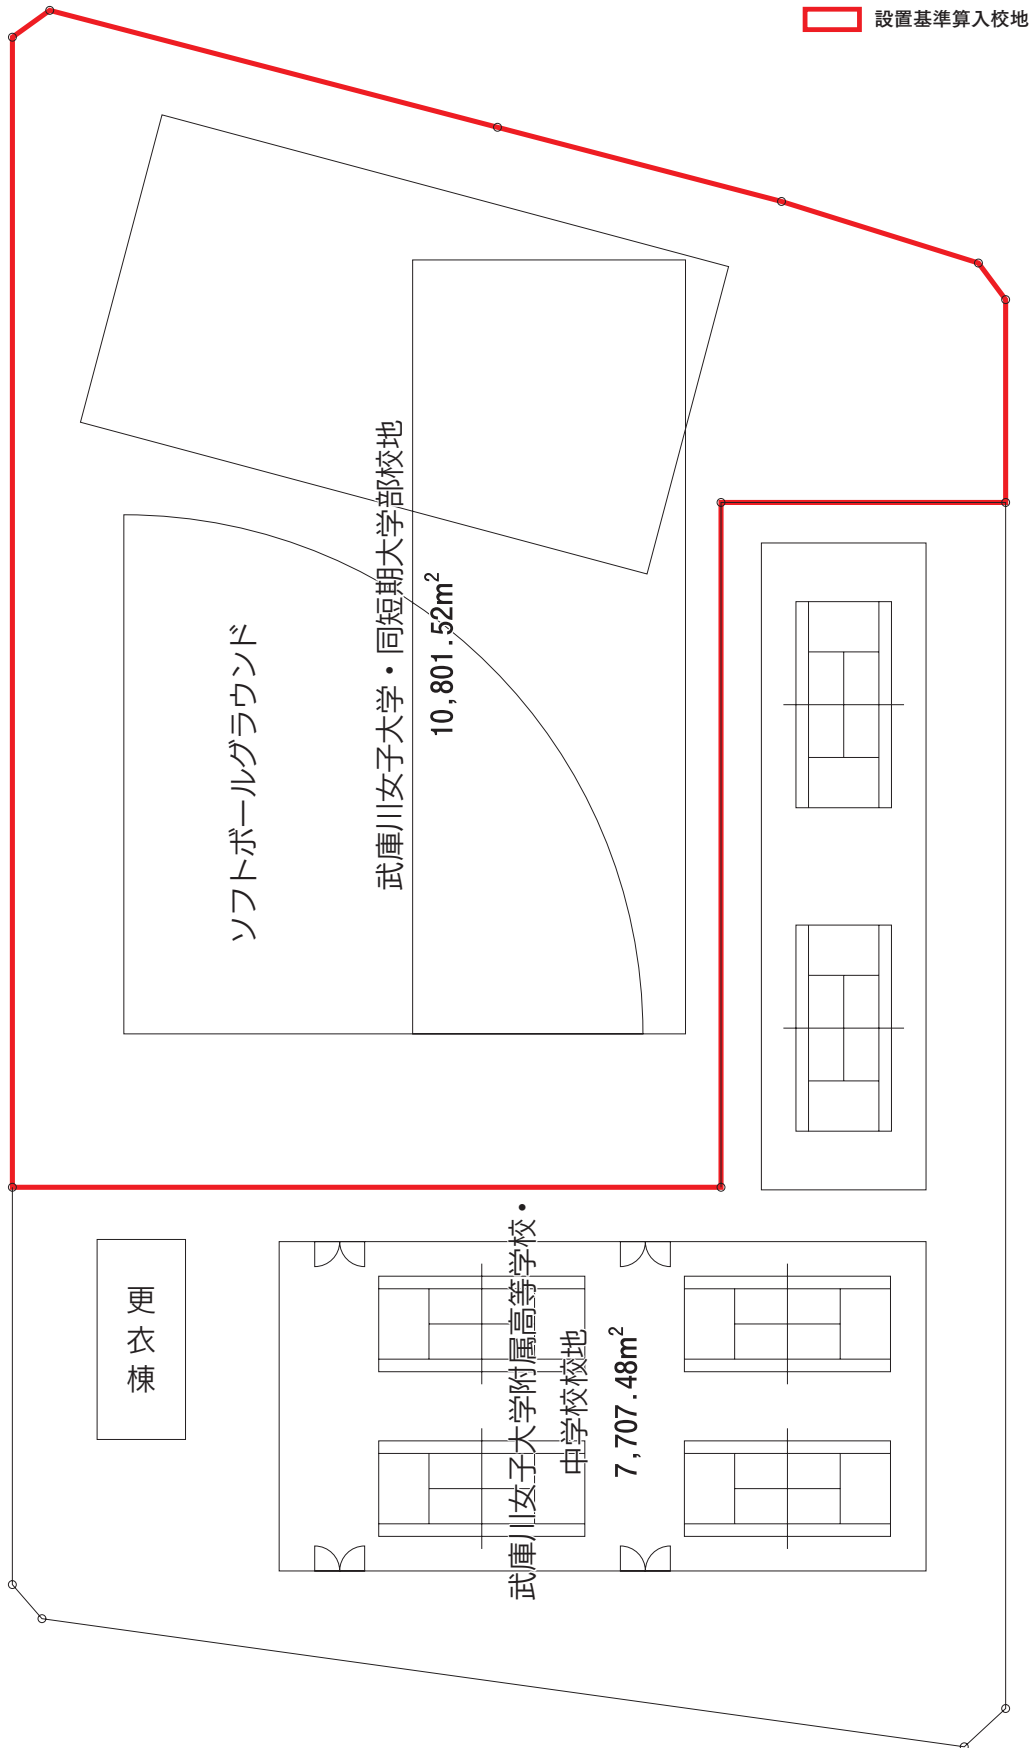 設置基準算入校地
武庫川女子大学・同短期大学部校地
10,801.52m²
ソフトボールグラウンド
更衣棟
武庫川女子大学附属高等学校・
中学校校地
7,707.48m²